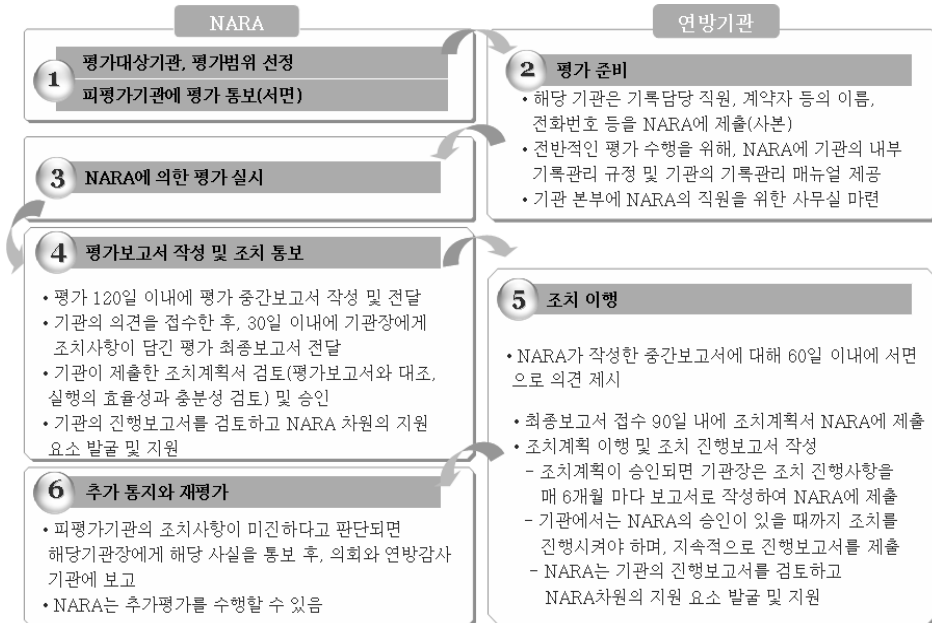 NARA
연방기관
1
평가대상기관, 평가범위 선정
피평가기관에 평가 통보(서면)
2 평가 준비
• 해당 기관은 기록담당 직원, 계약자 등의 이름,
전화번호 등을 NARA에 제출(사본)
• 전반적인 평가 수행을 위해, NARA에 기관의 내부
기록관리 규정 및 기관의 기록관리 매뉴얼 제공
• 기관 본부에 NARA의 직원을 위한 사무실 마련
3 NARA에 의한 평가 실시
4 평가보고서 작성 및 조치 통보
• 평가 120일 이내에 평가 중간보고서 작성 및 전달
• 기관의 의견을 접수한 후, 30일 이내에 기관장에게
조치사항이 담긴 평가 최종보고서 전달
• 기관이 제출한 조치계획서 검토(평가보고서와 대조,
실행의 효율성과 충분성 검토) 및 승인
• 기관의 진행보고서를 검토하고 NARA 차원의 지원
요소 발굴 및 지원
5 조치 이행
• NARA가 작성한 중간보고서에 대해 60일 이내에 서면
으로 의견 제시
• 최종보고서 접수 90일 내에 조치계획서 NARA에 제출
• 조치계획 이행 및 조치 진행보고서 작성
- 조치계획이 승인되면 기관장은 조치 진행사항을
매 6개월 마다 보고서로 작성하여 NARA에 제출
- 기관에서는 NARA의 승인이 있을 때까지 조치를
진행시켜야 하며, 지속적으로 진행보고서를 제출
- NARA는 기관의 진행보고서를 검토하고
NARA차원의 지원 요소 발굴 및 지원
6 추가 통지와 재평가
• 피평가기관의 조치사항이 미진하다고 판단되면
해당기관장에게 해당 사실을 통보 후, 의회와 연방감사
기관에 보고
• NARA는 추가평가를 수행할 수 있음